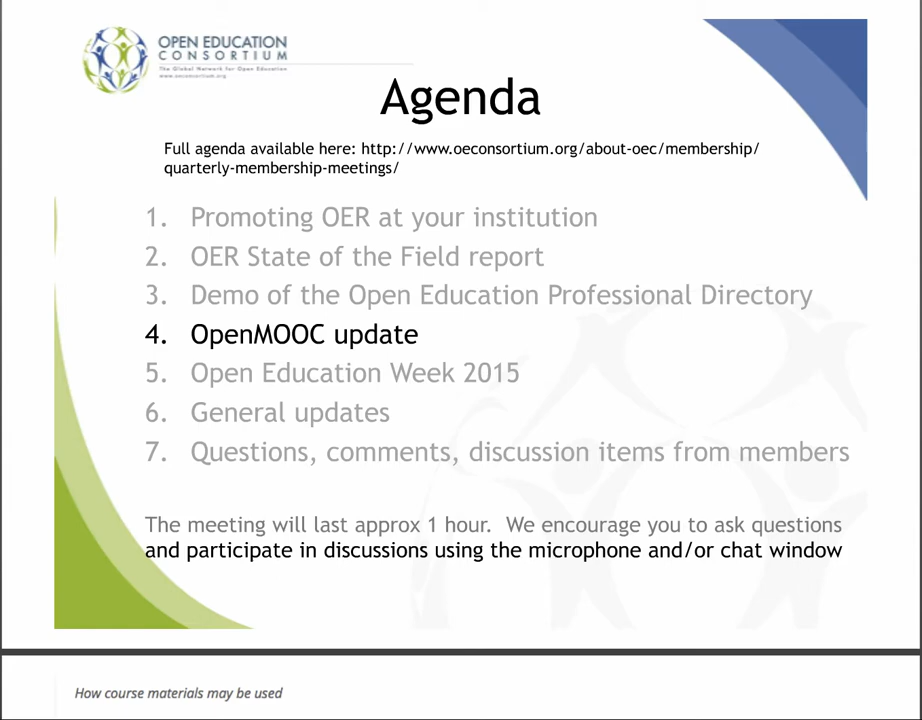 OPEN EDUCATION
CONSORTIUM
The Global Network for Open Education
www.oeconsortium.org
Agenda
Full agenda available here: http://www.oeconsortium.org/about-oec/membership/
quarterly-membership-meetings/
1. Promoting OER at your institution
2. OER State of the Field report
3. Demo of the Open Education Professional Directory
4. OpenMOOC update
5. Open Education Week 2015
6. General updates
7. Questions, comments, discussion items from members
The meeting will last approx 1 hour. We encourage you to ask questions
and participate in discussions using the microphone and/or chat window
How course materials may be used